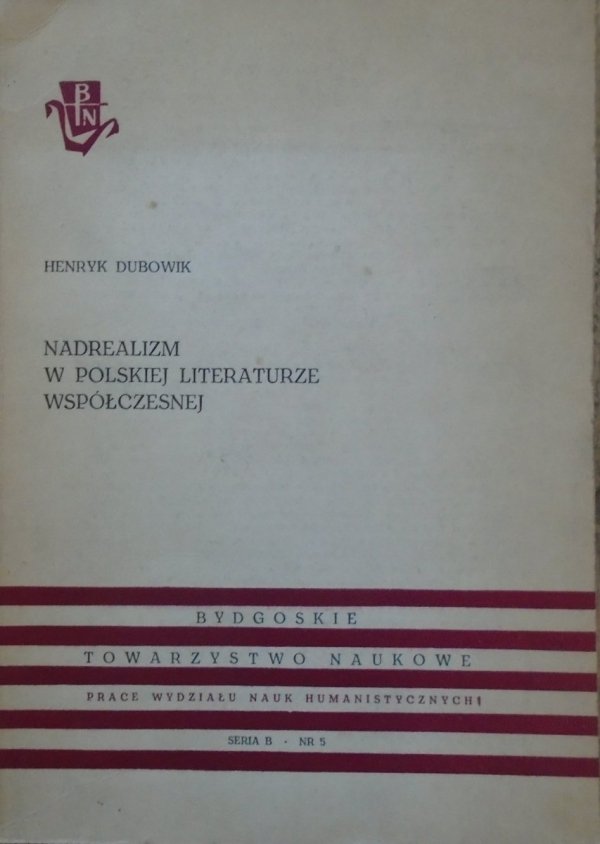 BTN
HENRYK DUBOWIK
NADREALIZM
W POLSKIEJ LITERATURZE
WSPÓŁCZESNEJ
BYDGOSKIE
TOWARZYSTWO NAUKOWE
PRACE WYDZIAŁU NAUK HUMANISTYCZNYCH
SERIA B · NR 5